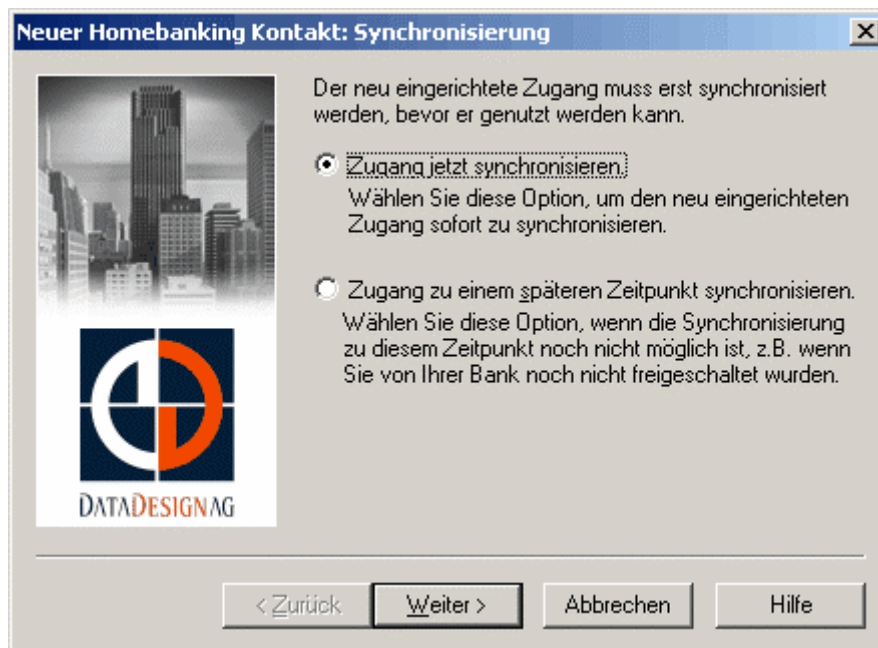 Neuer Homebanking Kontakt: Synchronisierung
Der neu eingerichtete Zugang muss erst synchronisiert
werden, bevor er genutzt werden kann.
Zugang jetzt synchronisieren.
Wählen Sie diese Option, um den neu eingerichteten
Zugang sofort zu synchronisieren.
Zugang zu einem späteren Zeitpunkt synchronisieren.
Wählen Sie diese Option, wenn die Synchronisierung
zu diesem Zeitpunkt noch nicht möglich ist, z.B. wenn
Sie von Ihrer Bank noch nicht freigeschaltet wurden.
DATADESIGNAG
< Zurück
Weiter >
Abbrechen
Hilfe